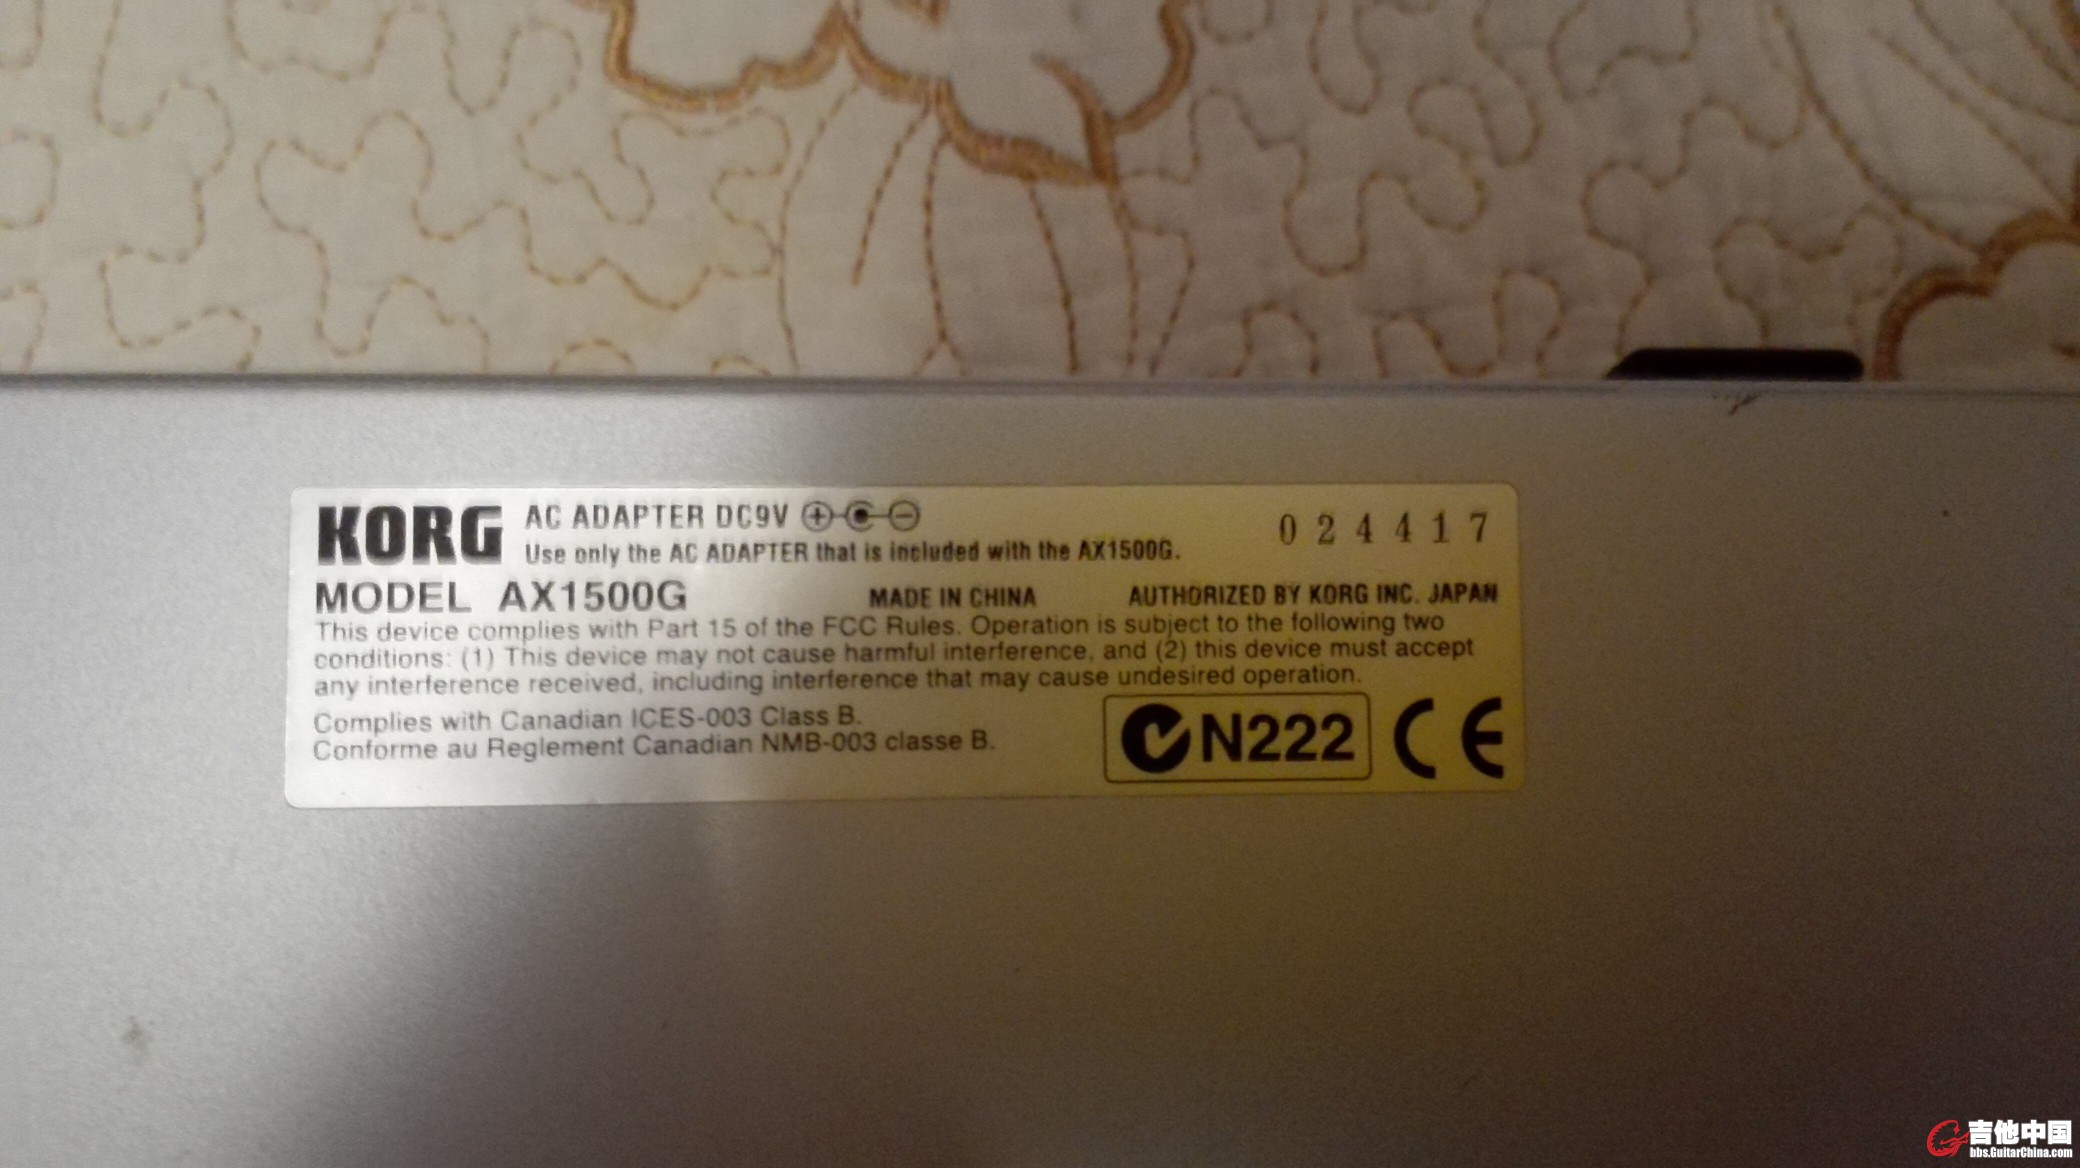 KORG AC ADAPTER DC9V
Use only the AC ADAPTER that is included with the AX1500G.
024417
MODEL AX1500G MADE IN CHINA AUTHORIZED BY KORG INC. JAPAN
This device complies with Part 15 of the FCC Rules. Operation is subject to the following two
conditions: (1) This device may not cause harmful interference, and (2) this device must accept
any interference received, including interference that may cause undesired operation.
Complies with Canadian ICES-003 Class B.
Conforme au Reglement Canadian NMB-003 classe B.
N222 CE
吉他中国
bbs.GuitarChina.com